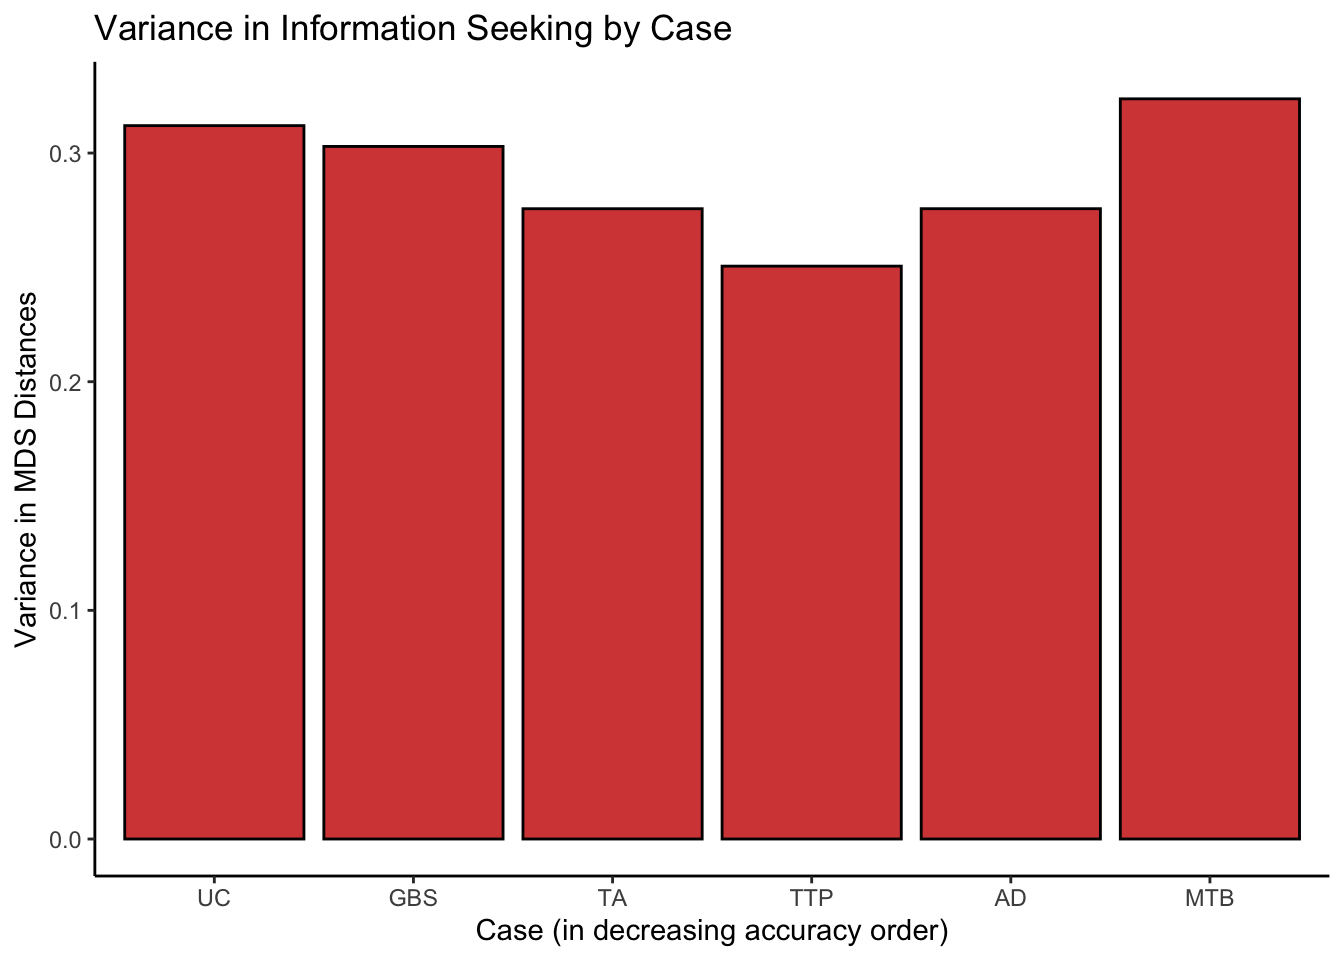 Variance in Information Seeking by Case
Variance in MDS Distances
0.3
0.2
0.1
0.0
UC GBS TA TTP AD MTB
Case (in decreasing accuracy order)